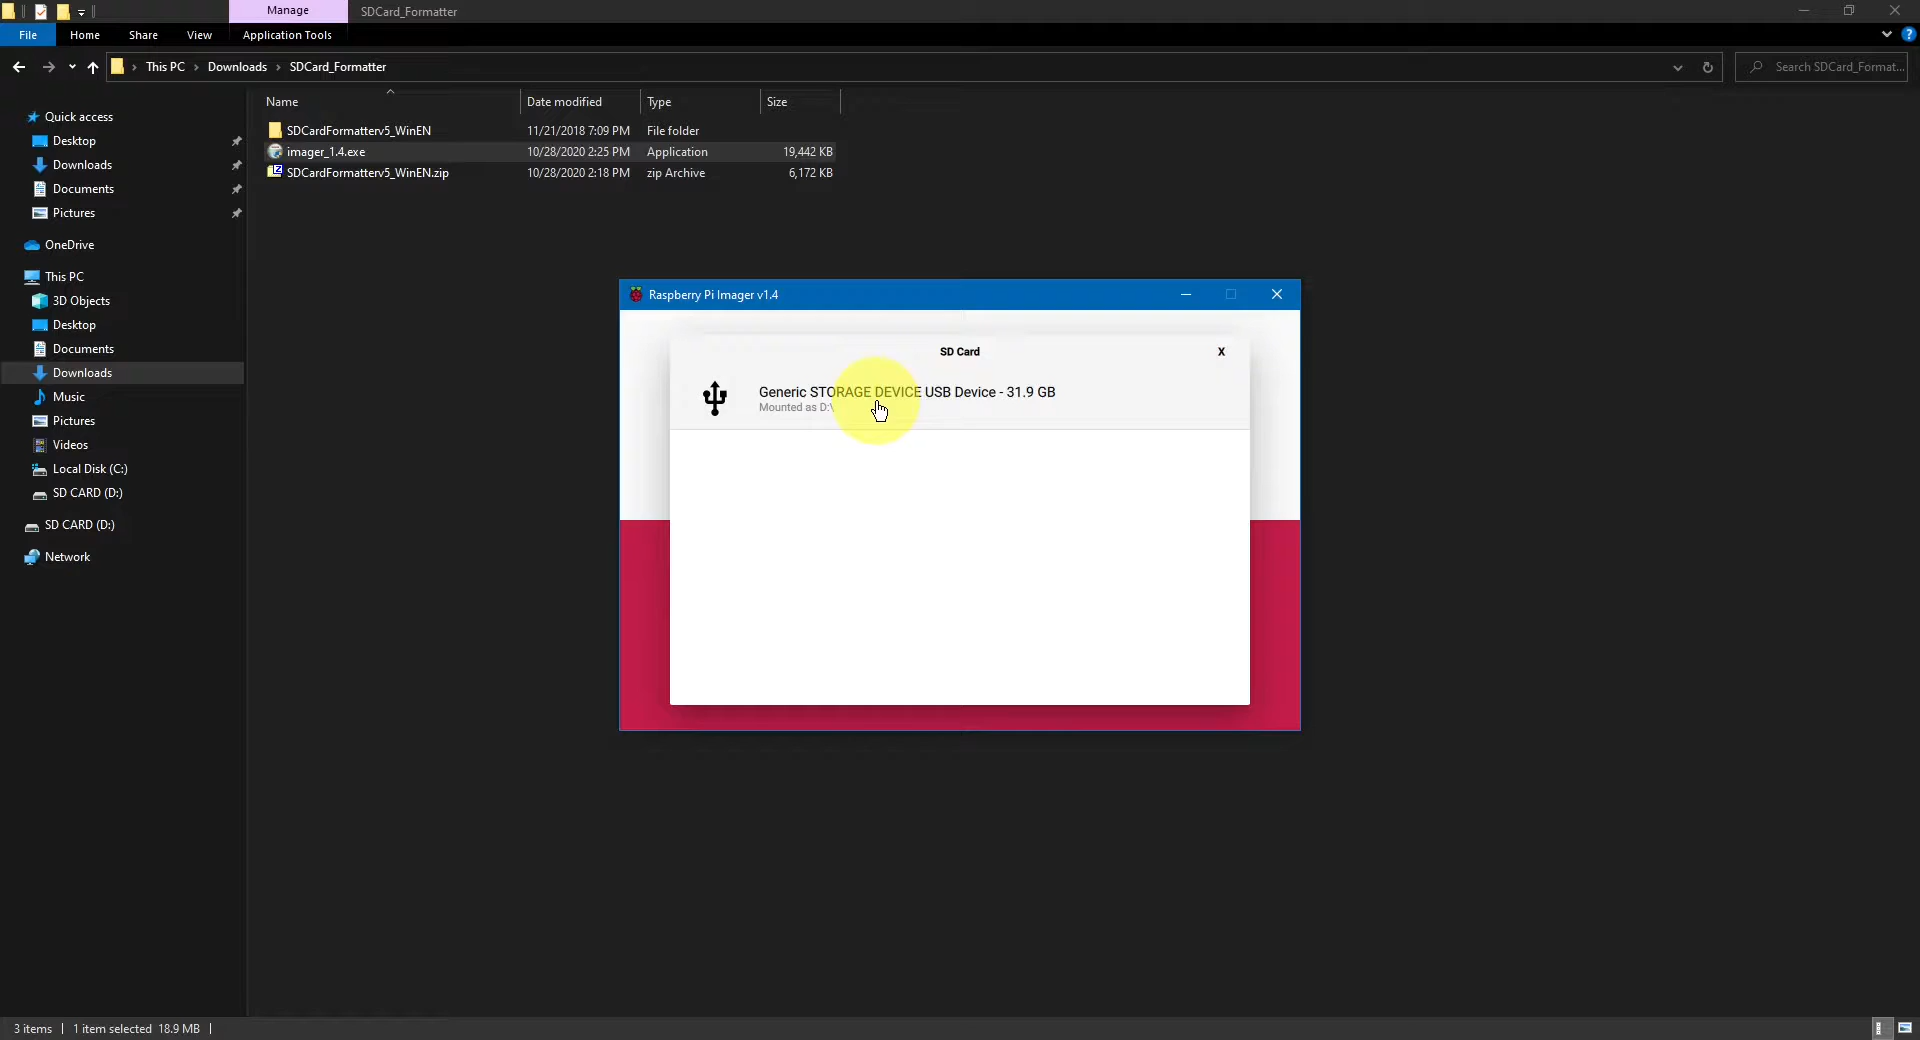 Manage
SDCard_Formatter
File
Home
Share
View
Application Tools
This PC
Downloads
SDCard_Formatter
Search SDCard_Format...
Name
Date modified
Type
Size
SDCardFormatterv5_WinEN
11/21/2018 7:09 PM
File folder
imager_1.4.exe
10/28/2020 2:25 PM
Application
19,442 KB
SDCardFormatterv5_WinEN.zip
10/28/2020 2:18 PM
zip Archive
6,172 KB
Quick access
Desktop
Downloads
Documents
Pictures
OneDrive
This PC
3D Objects
Desktop
Documents
Downloads
Music
Pictures
Videos
Local Disk (C:)
SD CARD (D:)
SD CARD (D:)
Network
Raspberry Pi Imager v1.4
SD Card
X
Generic STORAGE DEVICE USB Device - 31.9 GB
Mounted as D:\
3 items
1 item selected 18.9 MB